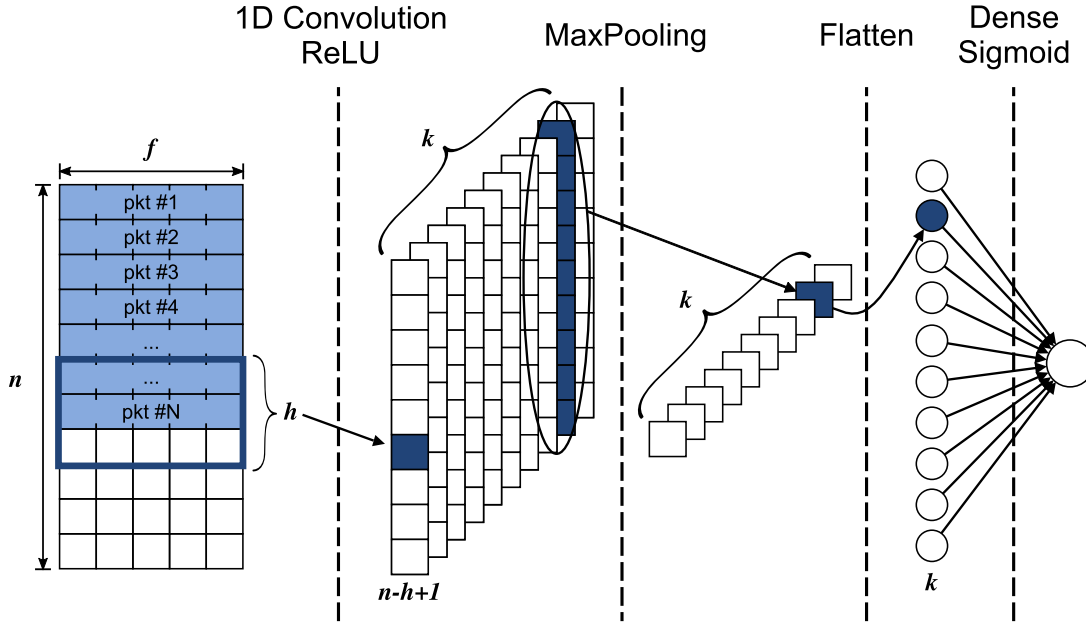 1D Convolution
ReLU
MaxPooling
Flatten
Dense
Sigmoid
f
k
n
pkt #1
pkt #2
pkt #3
pkt #4
...
...
pkt #N
h
n-h+1
k
k